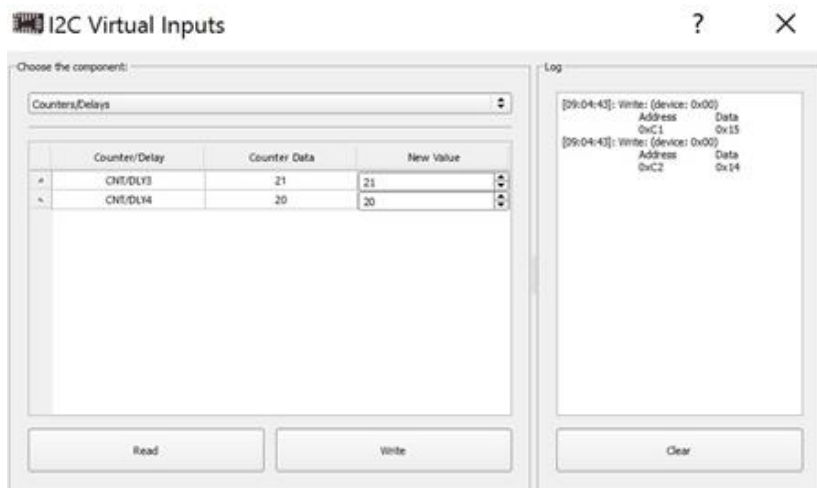 I2C Virtual Inputs ? ×
Choose the component:
Counters/Delays
Counter/Delay Counter Data New Value
CNT/DLY3 21 21
CNT/DLY4 20 20
Read Write
Log
[09:04:43]: Write: (device: 0x00)
Address Data
0xC1 0x15
[09:04:43]: Write: (device: 0x00)
Address Data
0xC2 0x14
Clear